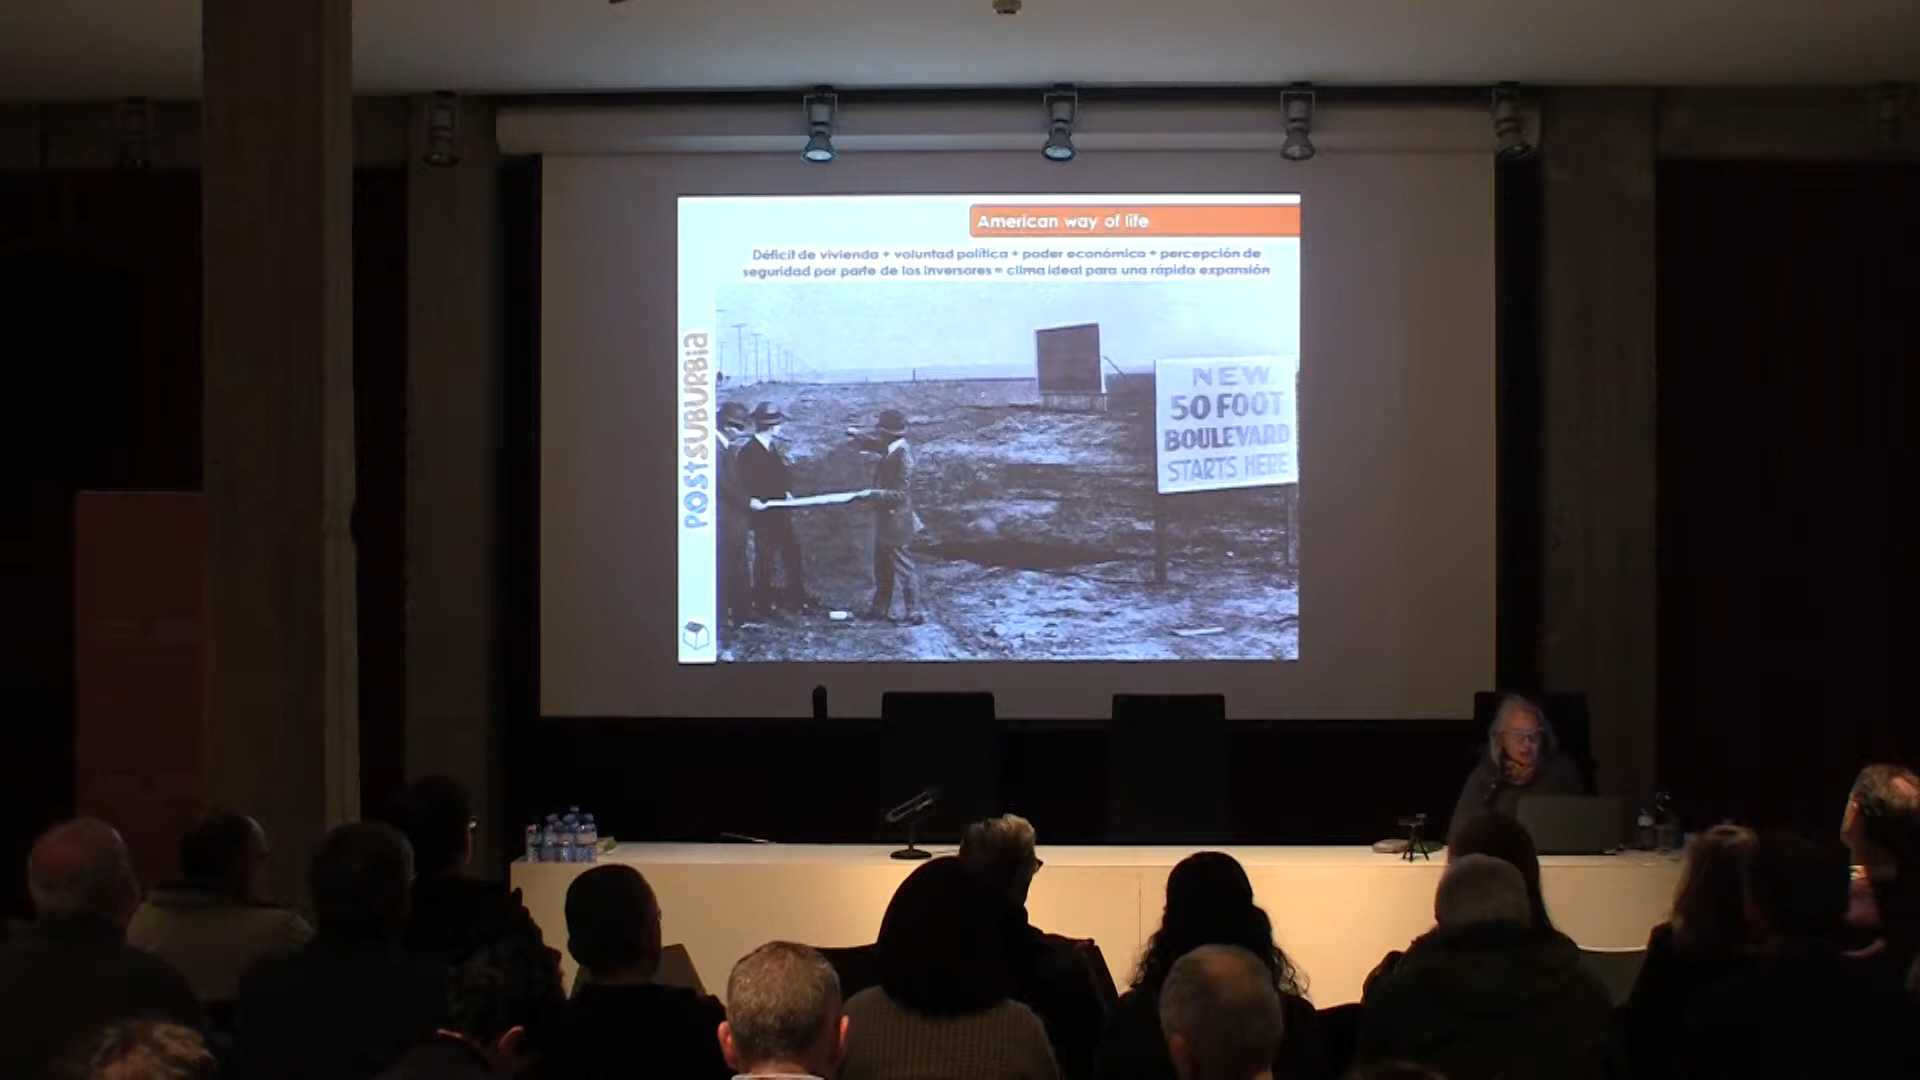 American way of life
Déficit de vivienda + voluntad política + poder económico + percepción de
seguridad por parte de los inversores = clima ideal para una rápida expansión
POSTSUBURBIA
NEW
50 FOOT
BOULEVARD
STARTS HERE